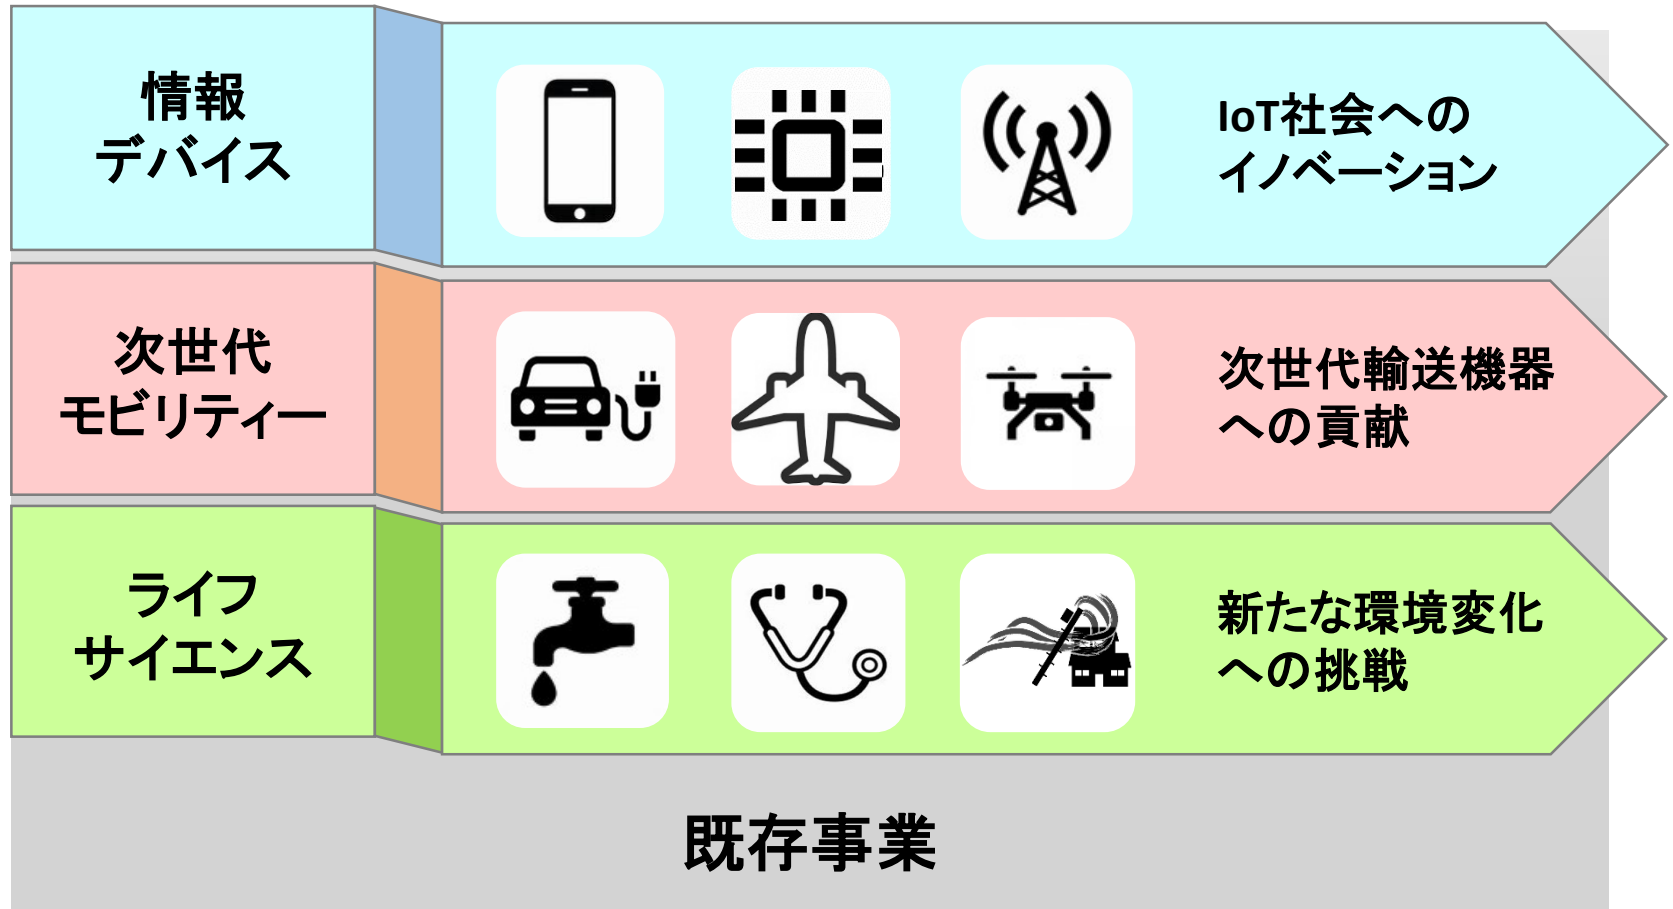 情報
デバイス
IoT社会への
イノベーション
次世代
モビリティー
次世代輸送機器
への貢献
ライフ
サイエンス
新たな環境変化
への挑戦
既存事業